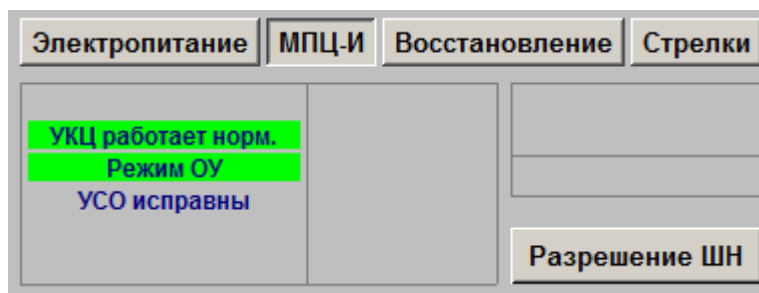 Электропитание МПЦ-И Восстановление Стрелки
УКЦ работает норм.
Режим ОУ
УСО исправны
Разрешение ШН